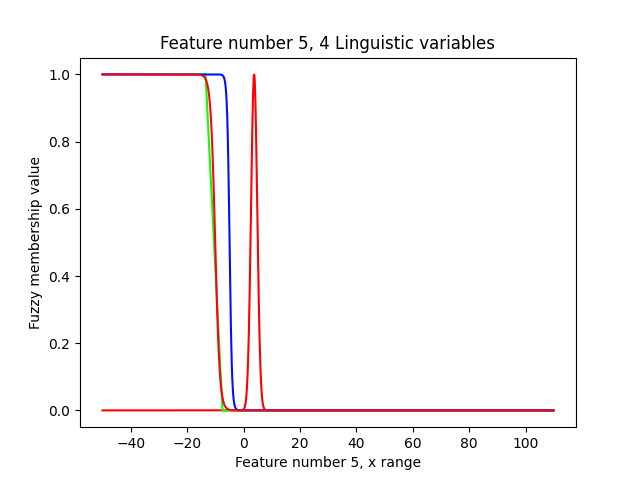 Feature number 5, 4 Linguistic variables
1.0
0.8
0.6
0.4
0.2
0.0
Fuzzy membership value
−40 −20 0 20 40 60 80 100
Feature number 5, x range